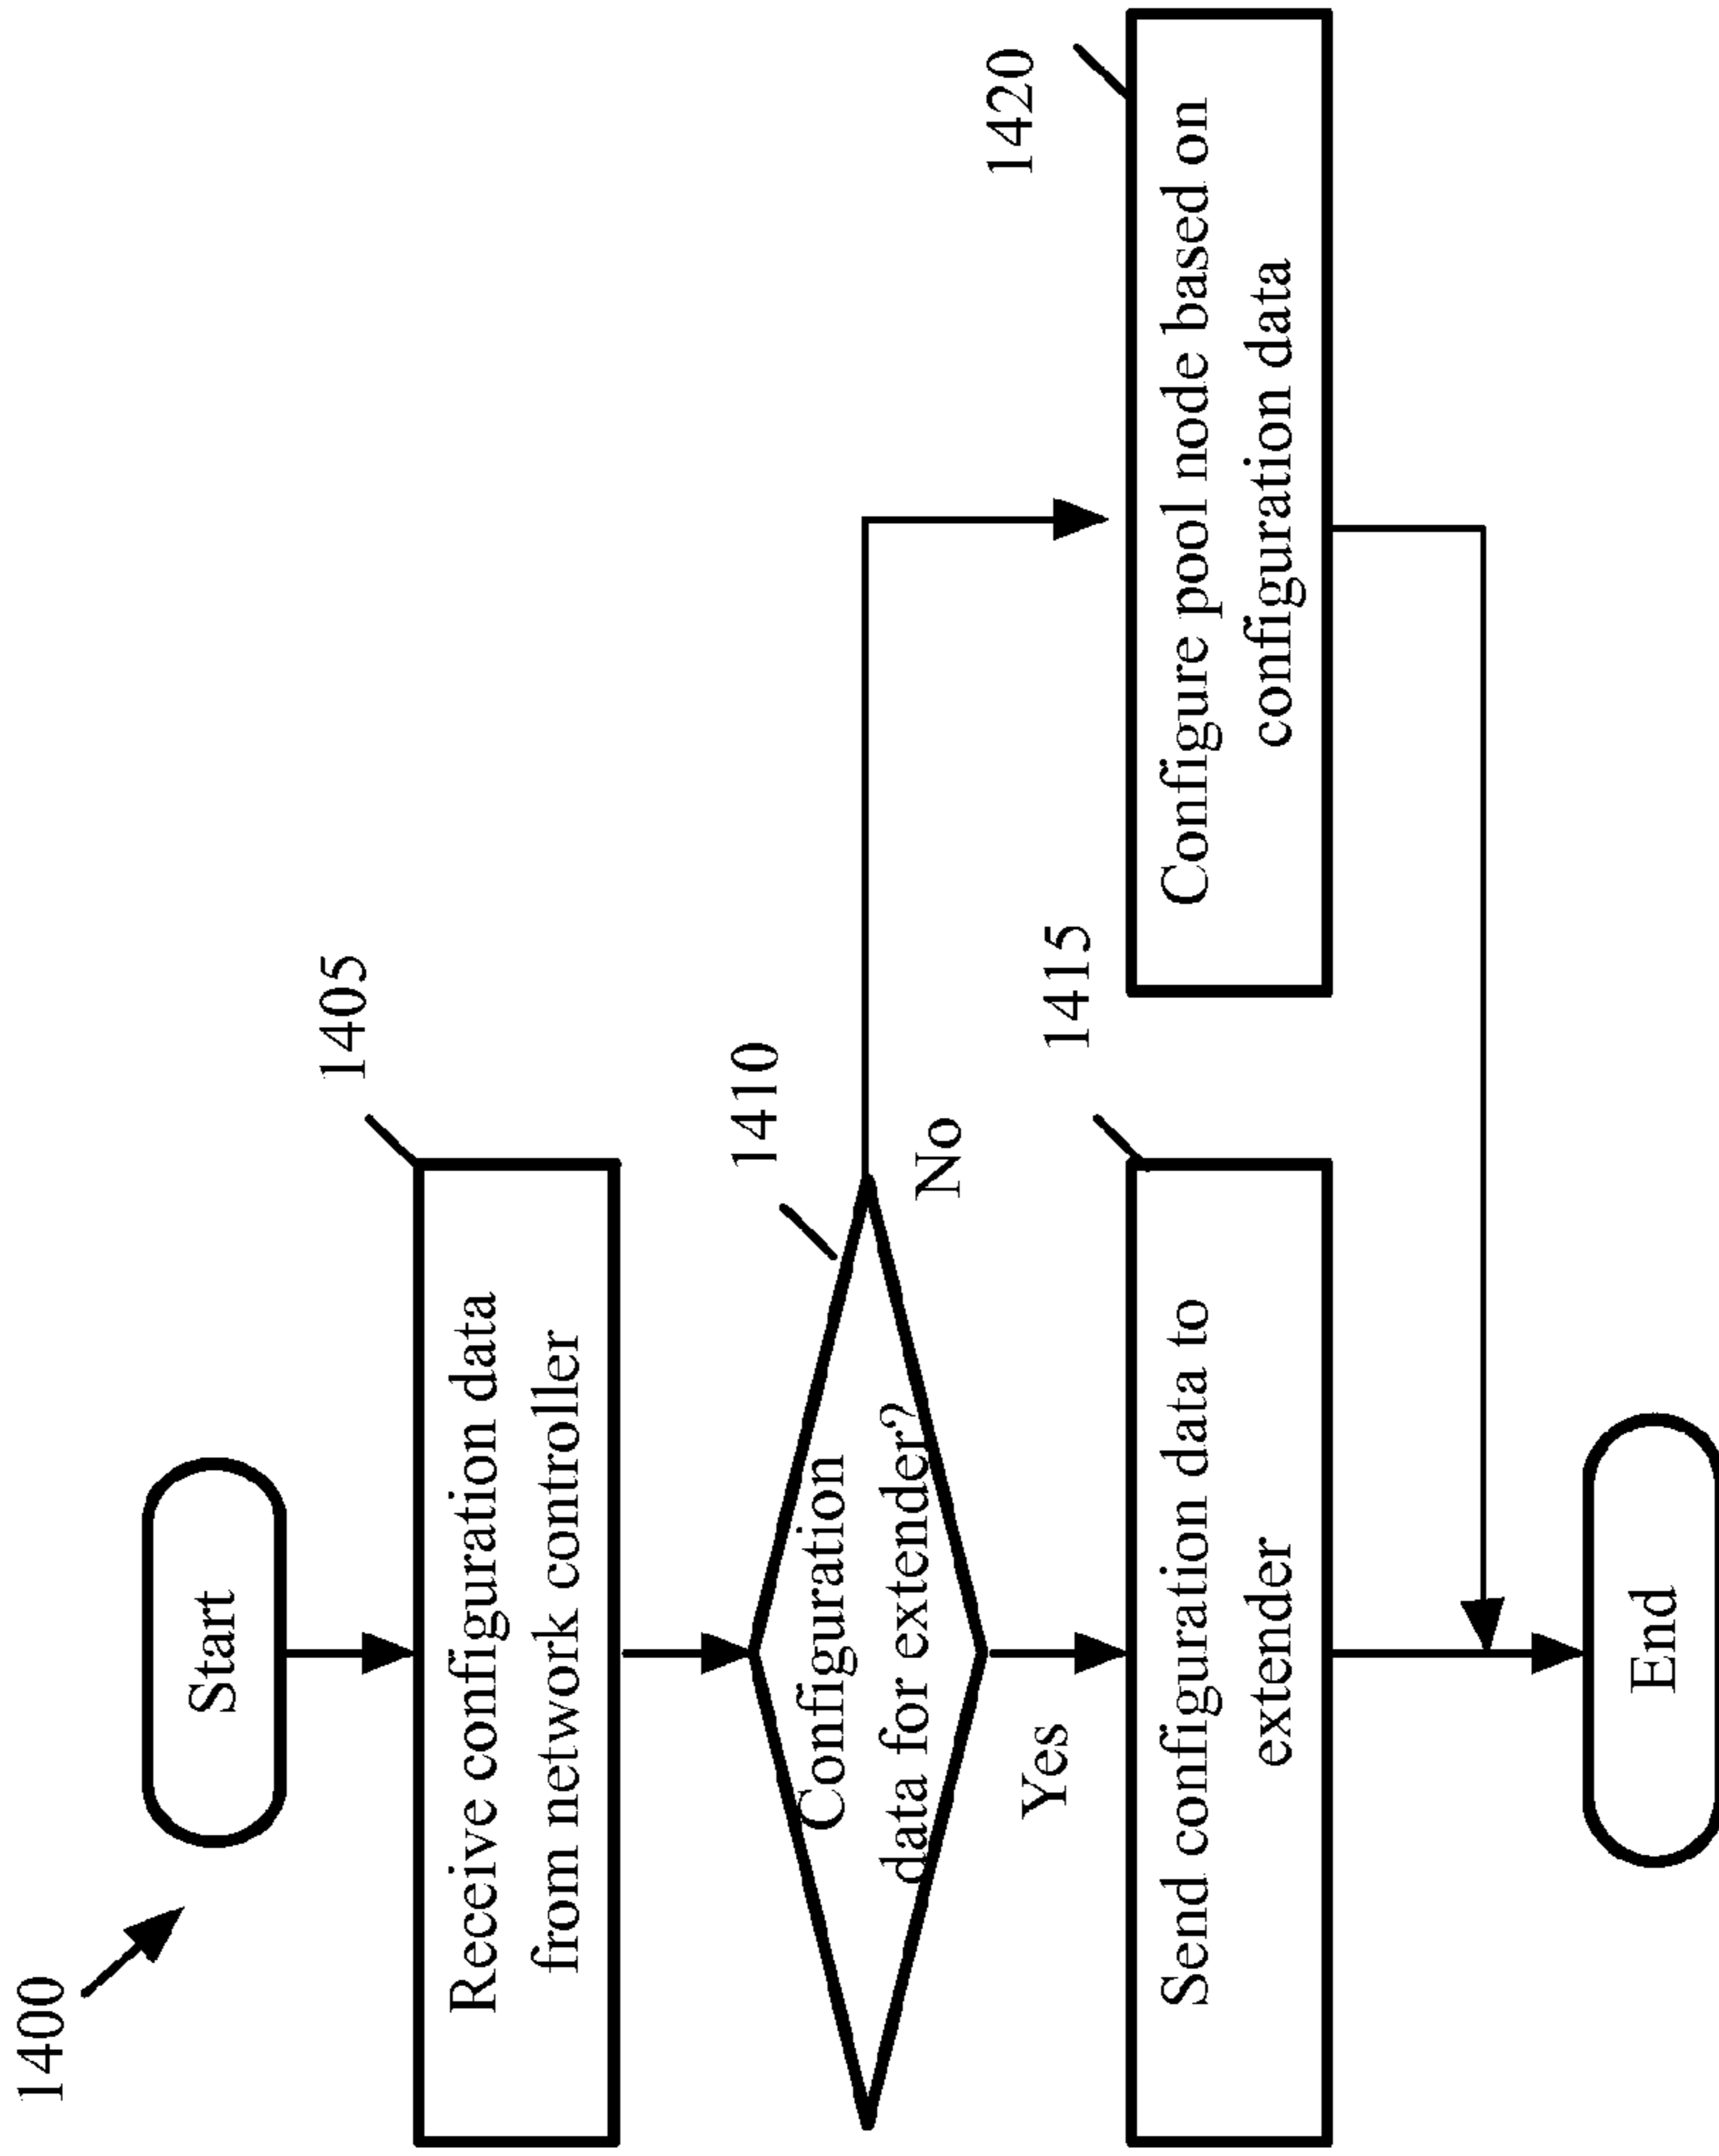 1400
Start
1405
Receive configuration data
from network controller
1410
Configuration
data for extender?
No
Yes
1415
Send configuration data to
extender
1420
Configure pool node based on
configuration data
End